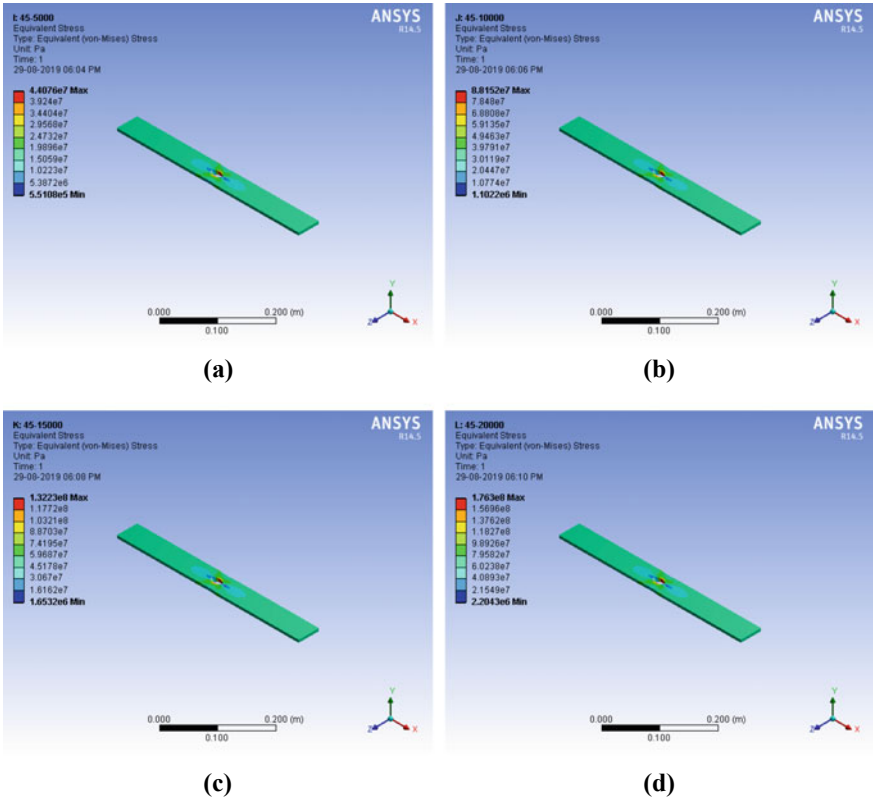 I: 45-5000
Equivalent Stress
Type: Equivalent (von-Mises) Stress
Unit: Pa
Time: 1
29-08-2019 06:04 PM
4.4076e7 Max
3.924e7
3.4404e7
2.9568e7
2.4732e7
1.9896e7
1.5059e7
1.0223e7
5.3872e6
5.5108e5 Min
ANSYS
R14.5
0.000
0.200 (m)
0.100
Y
Z
X
(a)
J: 45-10000
Equivalent Stress
Type: Equivalent (von-Mises) Stress
Unit: Pa
Time: 1
29-08-2019 06:06 PM
8.8152e7 Max
7.848e7
6.8808e7
5.9135e7
4.9463e7
3.9791e7
3.0119e7
2.0447e7
1.0774e7
1.1022e6 Min
ANSYS
R14.5
0.000
0.200 (m)
0.100
Y
Z
X
(b)
K: 45-15000
Equivalent Stress
Type: Equivalent (von-Mises) Stress
Unit: Pa
Time: 1
29-08-2019 06:08 PM
1.3223e8 Max
1.1772e8
1.0321e8
8.8703e7
7.4195e7
5.9687e7
4.5178e7
3.067e7
1.6162e7
1.6532e6 Min
ANSYS
R14.5
0.000
0.200 (m)
0.100
Y
Z
X
(c)
L: 45-20000
Equivalent Stress
Type: Equivalent (von-Mises) Stress
Unit: Pa
Time: 1
29-08-2019 06:10 PM
1.763e8 Max
1.5696e8
1.3762e8
1.1827e8
9.8926e7
7.9582e7
6.0238e7
4.0893e7
2.1549e7
2.2043e6 Min
ANSYS
R14.5
0.000
0.200 (m)
0.100
Y
Z
X
(d)